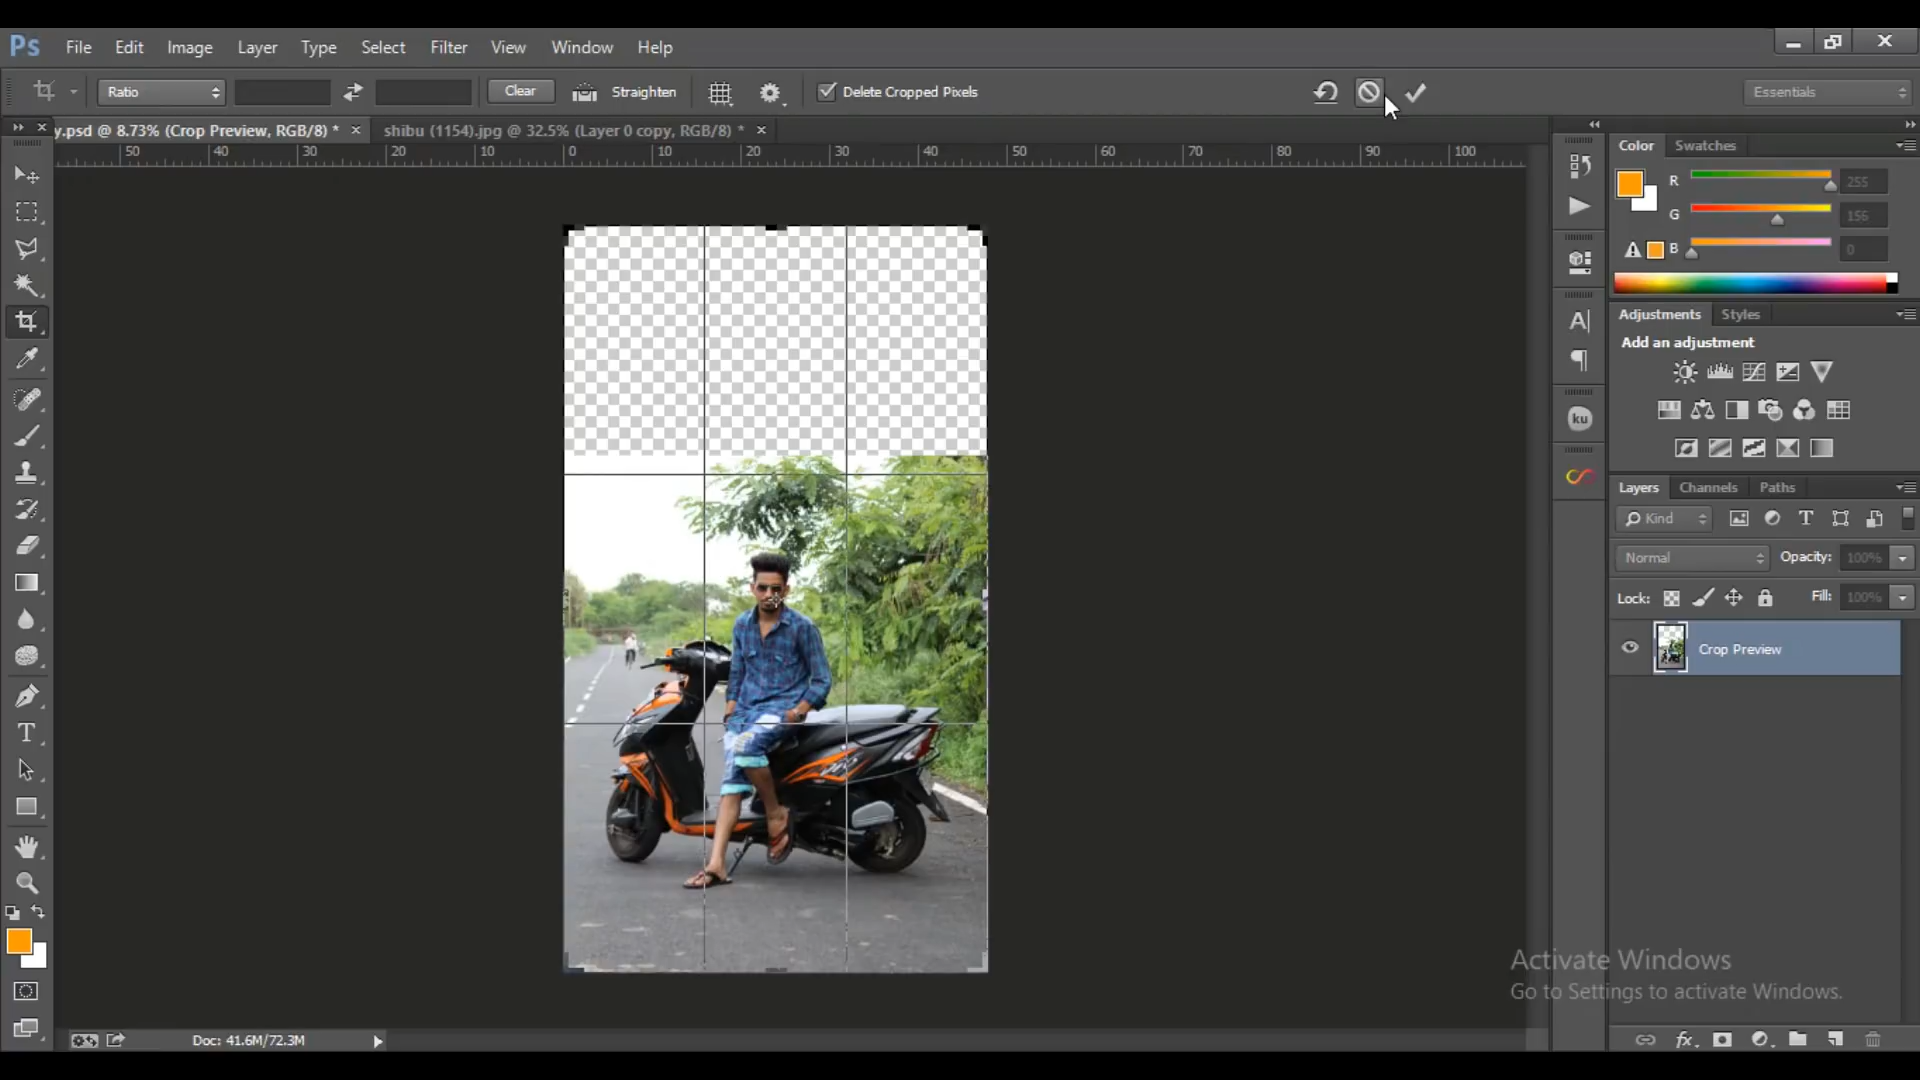 Ps File Edit Image Layer Type Select Filter View Window Help
Ratio Clear Straighten Delete Cropped Pixels Essentials
y.psd @ 8.73% (Crop Preview, RGB/8) * × shibu (1154).jpg @ 32.5% (Layer 0 copy, RGB/8) * ×
50 40 30 20 10 0 10 20 30 40 50 60 70 80 90 100
Color Swatches
R 255
G 156
B 0
Adjustments Styles
Add an adjustment
A
ku
Layers Channels Paths
Kind T
Normal Opacity: 100%
Lock: Fill: 100%
Crop Preview
T
Activate Windows
Go to Settings to activate Windows.
Doc: 41.6M/72.3M
fx